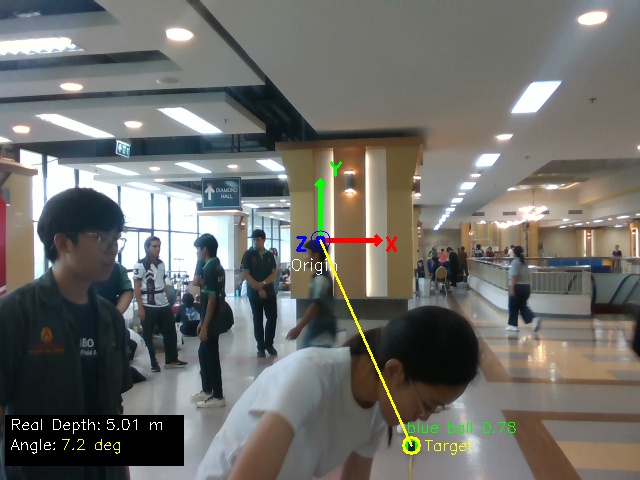 DIAMOND
HALL
Y
Z
X
Origin
blue ball 0.78
Target
Real Depth: 5.01 m
Angle: 7.2 deg